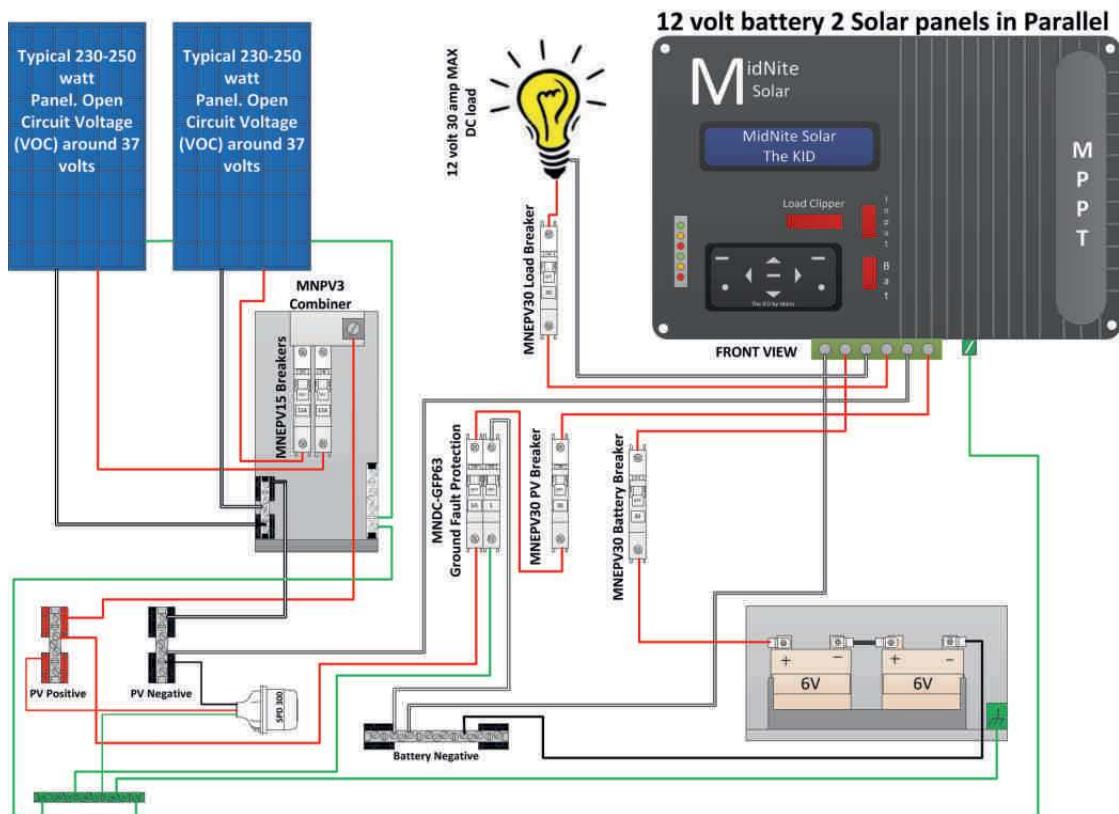 12 volt battery 2 Solar panels in Parallel
Typical 230-250
watt
Panel. Open
Circuit Voltage
(VOC) around 37
volts
Typical 230-250
watt
Panel. Open
Circuit Voltage
(VOC) around 37
volts
12 volt 30 amp MAX
DC load
MidNite
Solar
MidNite Solar
The KID
MPPT
Load Clipper
Input
Bat
MNEPV30 Load Breaker
MNPV3
Combiner
MNEPV15 Breakers
FRONT VIEW
MNDC-GFP63
Ground Fault Protection
MNEPV30 PV Breaker
MNEPV30 Battery Breaker
PV Positive
PV Negative
SPD 300
Battery Negative
+ -
+ -
6V
6V